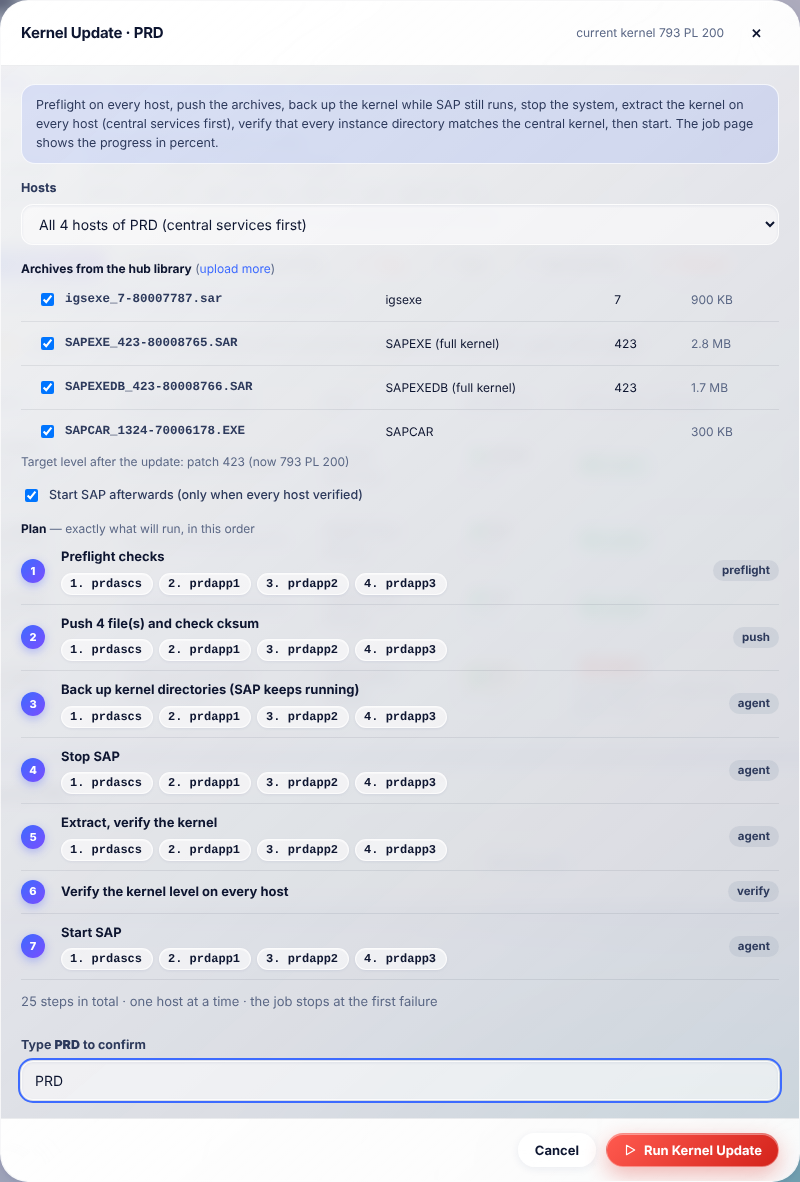 Kernel Update · PRD
current kernel 793 PL 200 ×
Preflight on every host, push the archives, back up the kernel while SAP still runs, stop the system, extract the kernel on
every host (central services first), verify that every instance directory matches the central kernel, then start. The job page
shows the progress in percent.
Hosts
All 4 hosts of PRD (central services first)
Archives from the hub library (upload more)
igsexe_7-80007787.sar igsexe 7 900 KB
SAPEXE_423-80008765.SAR SAPEXE (full kernel) 423 2.8 MB
SAPEXEDB_423-80008766.SAR SAPEXEDB (full kernel) 423 1.7 MB
SAPCAR_1324-70006178.EXE SAPCAR 300 KB
Target level after the update: patch 423 (now 793 PL 200)
Start SAP afterwards (only when every host verified)
Plan — exactly what will run, in this order
1 Preflight checks preflight
1. prdascs 2. prdapp1 3. prdapp2 4. prdapp3
2 Push 4 file(s) and check cksum push
1. prdascs 2. prdapp1 3. prdapp2 4. prdapp3
3 Back up kernel directories (SAP keeps running) agent
1. prdascs 2. prdapp1 3. prdapp2 4. prdapp3
4 Stop SAP agent
1. prdascs 2. prdapp1 3. prdapp2 4. prdapp3
5 Extract, verify the kernel agent
1. prdascs 2. prdapp1 3. prdapp2 4. prdapp3
6 Verify the kernel level on every host verify
7 Start SAP agent
1. prdascs 2. prdapp1 3. prdapp2 4. prdapp3
25 steps in total · one host at a time · the job stops at the first failure
Type PRD to confirm
PRD
Cancel Run Kernel Update